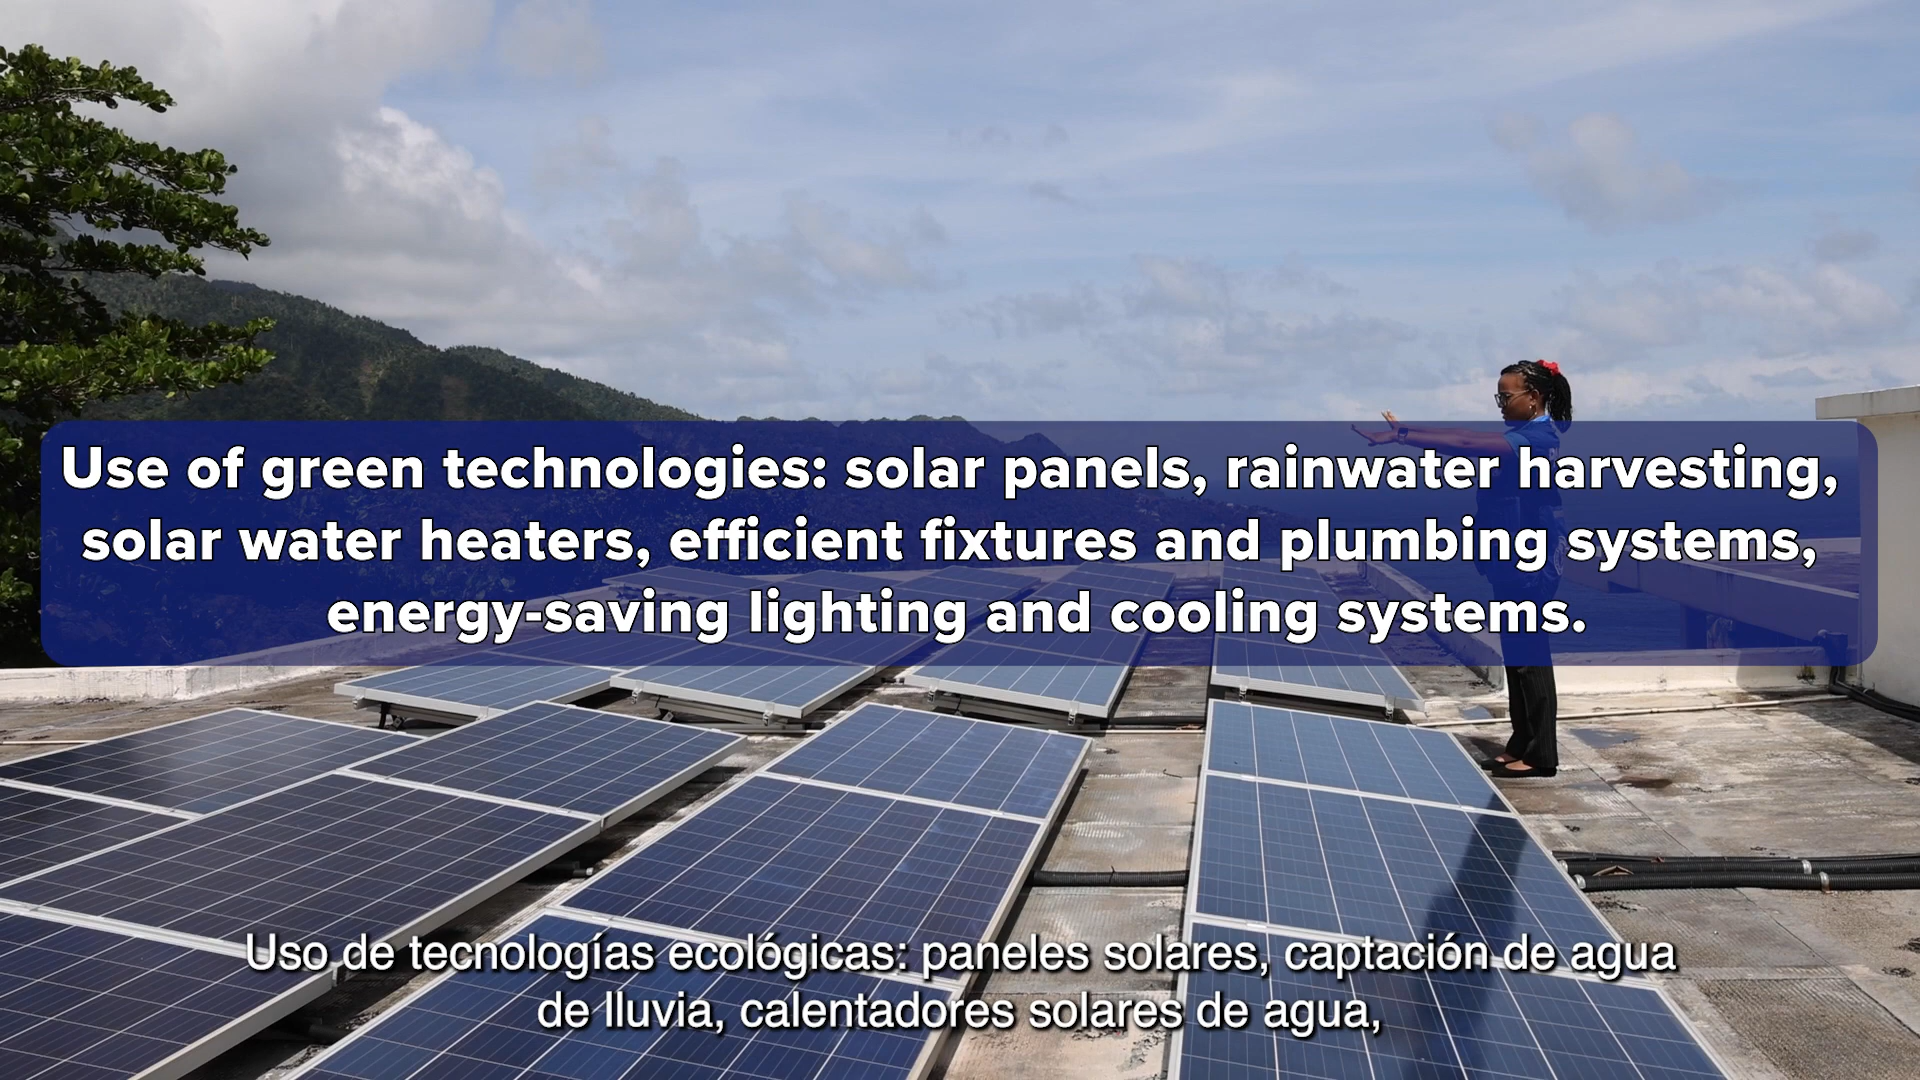 Use of green technologies: solar panels, rainwater harvesting,
solar water heaters, efficient fixtures and plumbing systems,
energy-saving lighting and cooling systems.
Uso de tecnologías ecológicas: paneles solares, captación de agua
de lluvia, calentadores solares de agua,